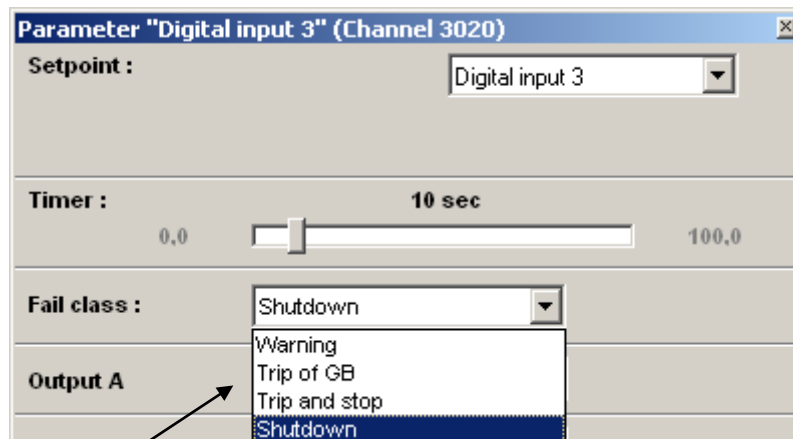 Parameter "Digital input 3" (Channel 3020)
Setpoint :
Digital input 3
Timer :
10 sec
0,0
100,0
Fail class :
Shutdown
Warning
Output A
Trip of GB
Trip and stop
Shutdown